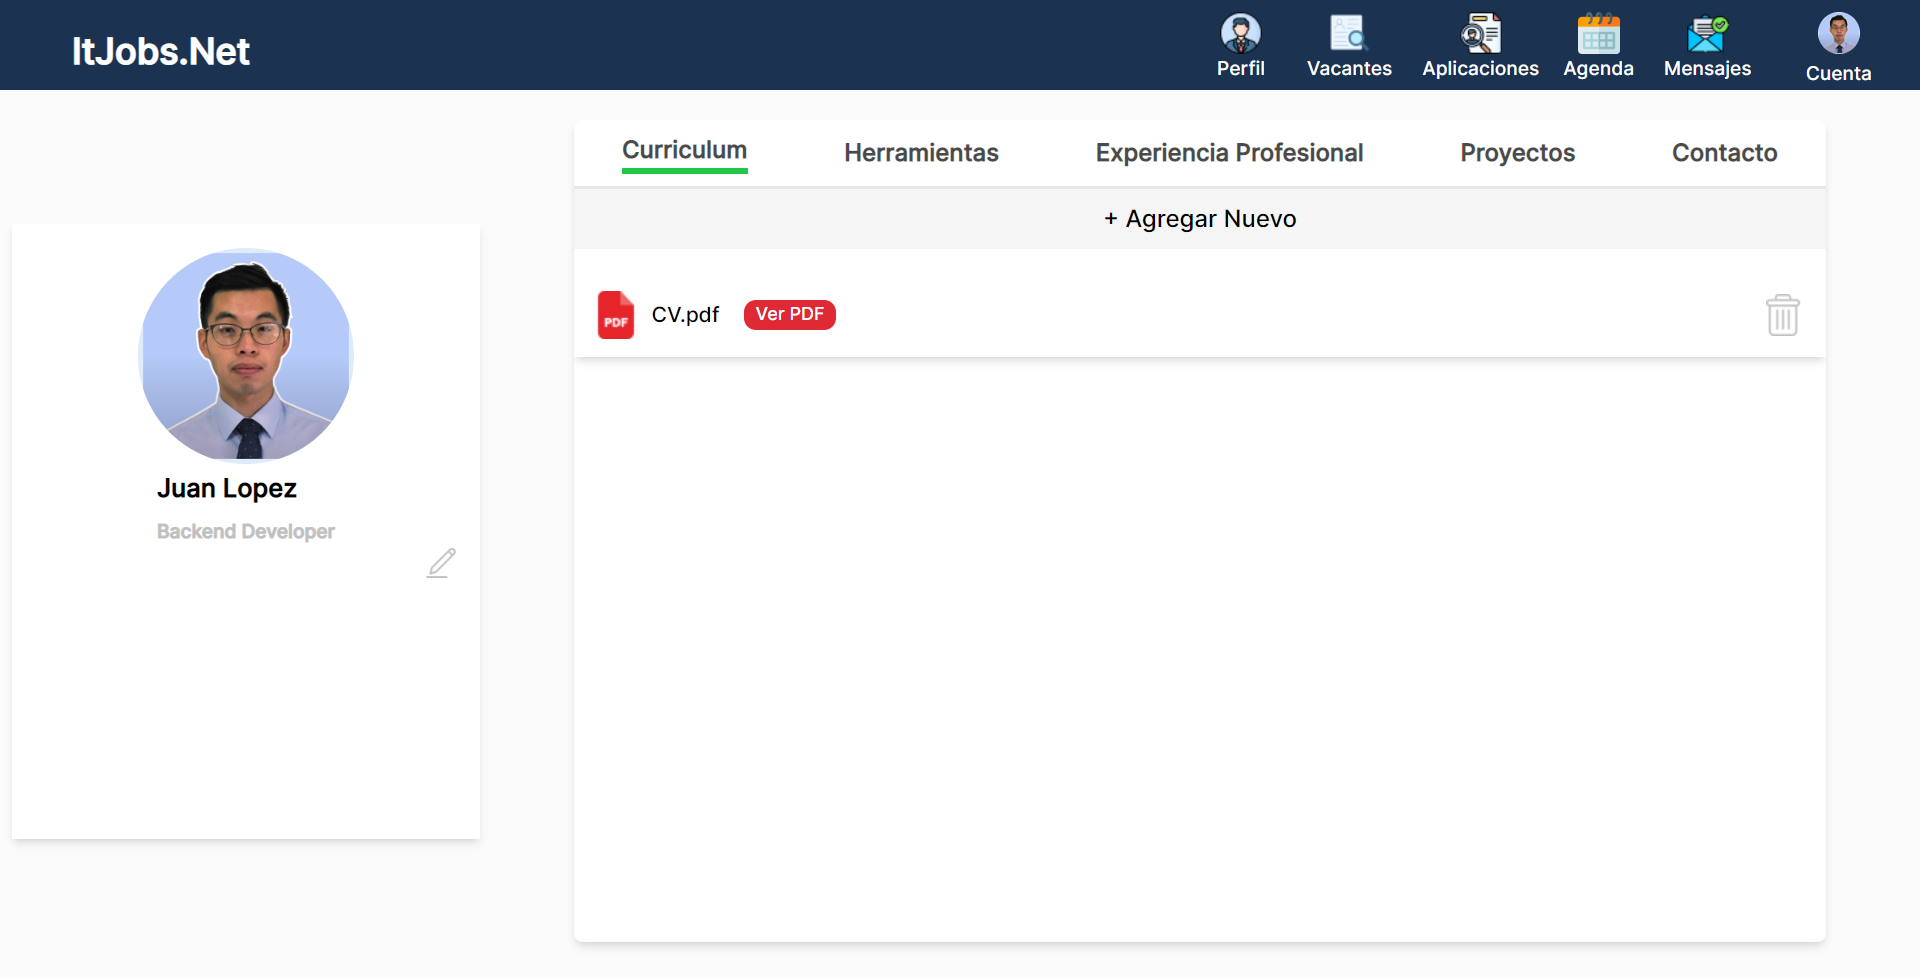 ItJobs.Net
Perfil
Vacantes
Aplicaciones
Agenda
Mensajes
Cuenta
Curriculum
Herramientas
Experiencia Profesional
Proyectos
Contacto
+ Agregar Nuevo
PDF
CV.pdf
Ver PDF
Juan Lopez
Backend Developer